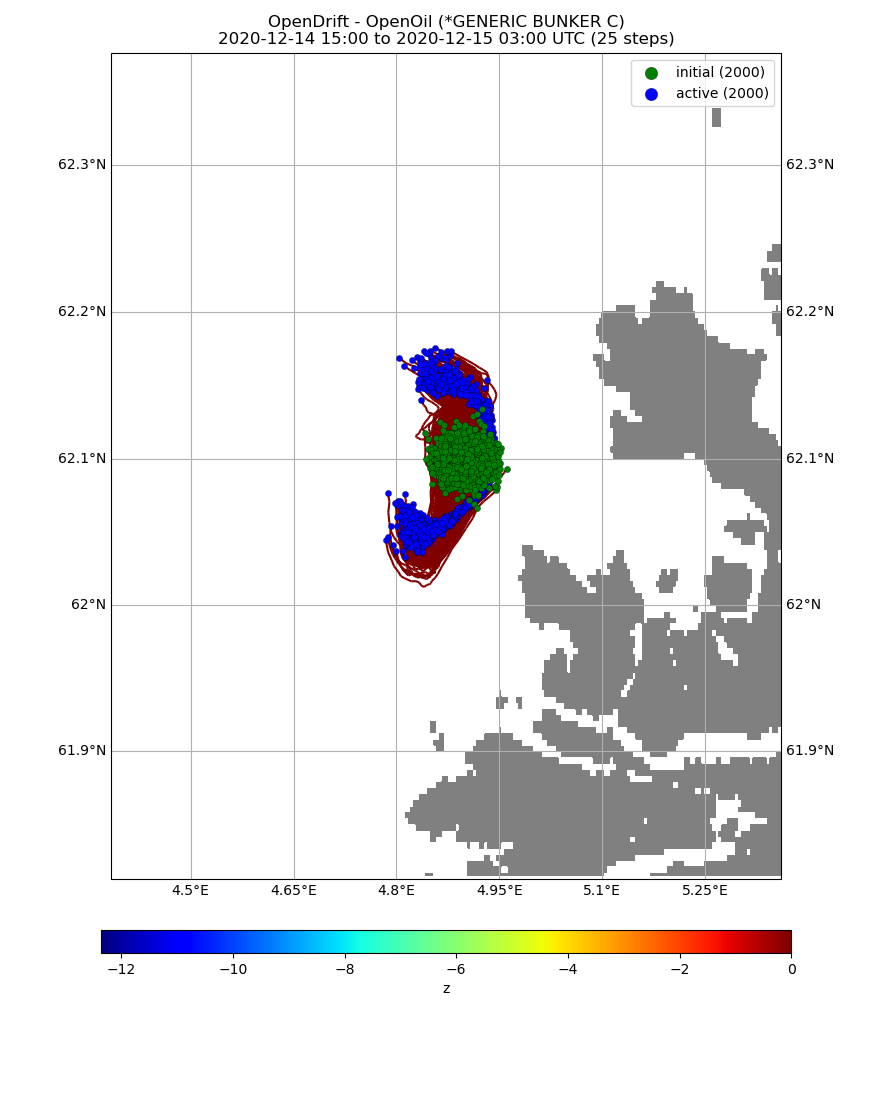 OpenDrift - OpenOil (*GENERIC BUNKER C)
2020-12-14 15:00 to 2020-12-15 03:00 UTC (25 steps)
initial (2000)
active (2000)
62.3°N
62.3°N
62.2°N
62.2°N
62.1°N
62.1°N
62°N
62°N
61.9°N
61.9°N
4.5°E
4.65°E
4.8°E
4.95°E
5.1°E
5.25°E
−12
−10
−8
−6
−4
−2
0
z